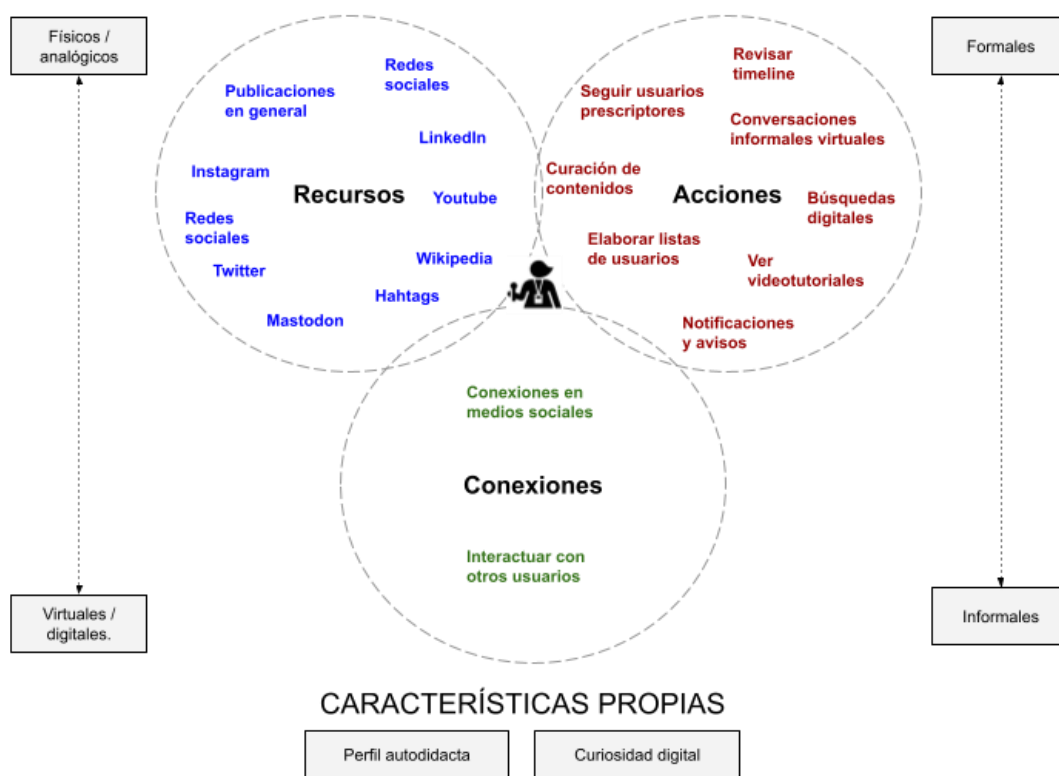 Físicos /
analógicos
Formales
Revisar
timeline
Redes
sociales
Publicaciones
en general
Seguir usuarios
prescriptores
LinkedIn
Conversaciones
informales virtuales
Instagram
Curación de
contenidos
Recursos
Youtube
Acciones
Búsquedas
digitales
Redes
sociales
Elaborar listas
de usuarios
Twitter
Wikipedia
Ver
videotutoriales
Hahtags
Mastodon
Notificaciones
y avisos
Conexiones en
medios sociales
Conexiones
Interactuar con
otros usuarios
Virtuales /
digitales.
Informales
CARACTERÍSTICAS PROPIAS
Perfil autodidacta
Curiosidad digital